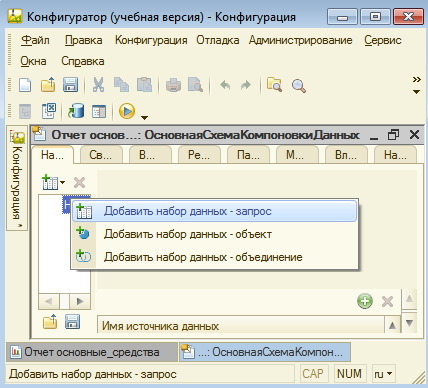 Конфигуратор (учебная версия) - Конфигурация
Файл Правка Конфигурация Отладка Администрирование Сервис
Окна Справка
Отчет основ...: ОсновнаяСхемаКомпоновкиДанных
Конфигурация
На... Св... В... Ре... Па... М... Вл... На...
Добавить набор данных - запрос
Добавить набор данных - объект
Добавить набор данных - объединение
Имя источника данных
Отчет основные_средства ...: ОсновнаяСхемаКомпон...
Добавить набор данных - запрос CAP NUM ru